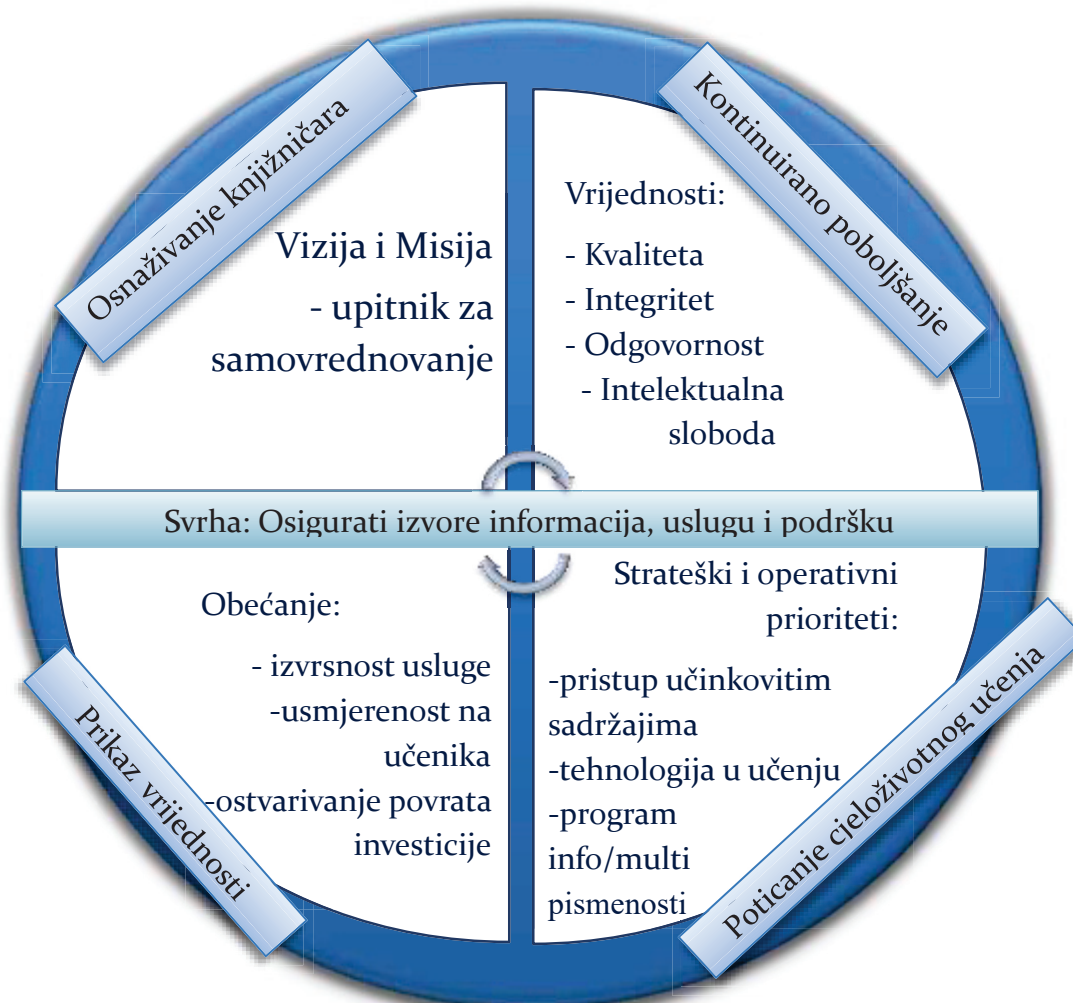 Osnaživanje knjižničara
Kontinuirano poboljšanje
Vizija i Misija
- upitnik za
samovrednovanje
Vrijednosti:
- Kvaliteta
- Integritet
- Odgovornost
- Intelektualna
sloboda
Svrha: Osigurati izvore informacija, uslugu i podršku
Obećanje:
- izvrsnost usluge
-usmjerenost na
učenika
-ostvarivanje povrata
investicije
Strateški i operativni
prioriteti:
-pristup učinkovitim
sadržajima
-tehnologija u učenju
-program
info/multi
pismenosti
Prikaz vrijednosti
Poticanje cjeloživotnog učenja